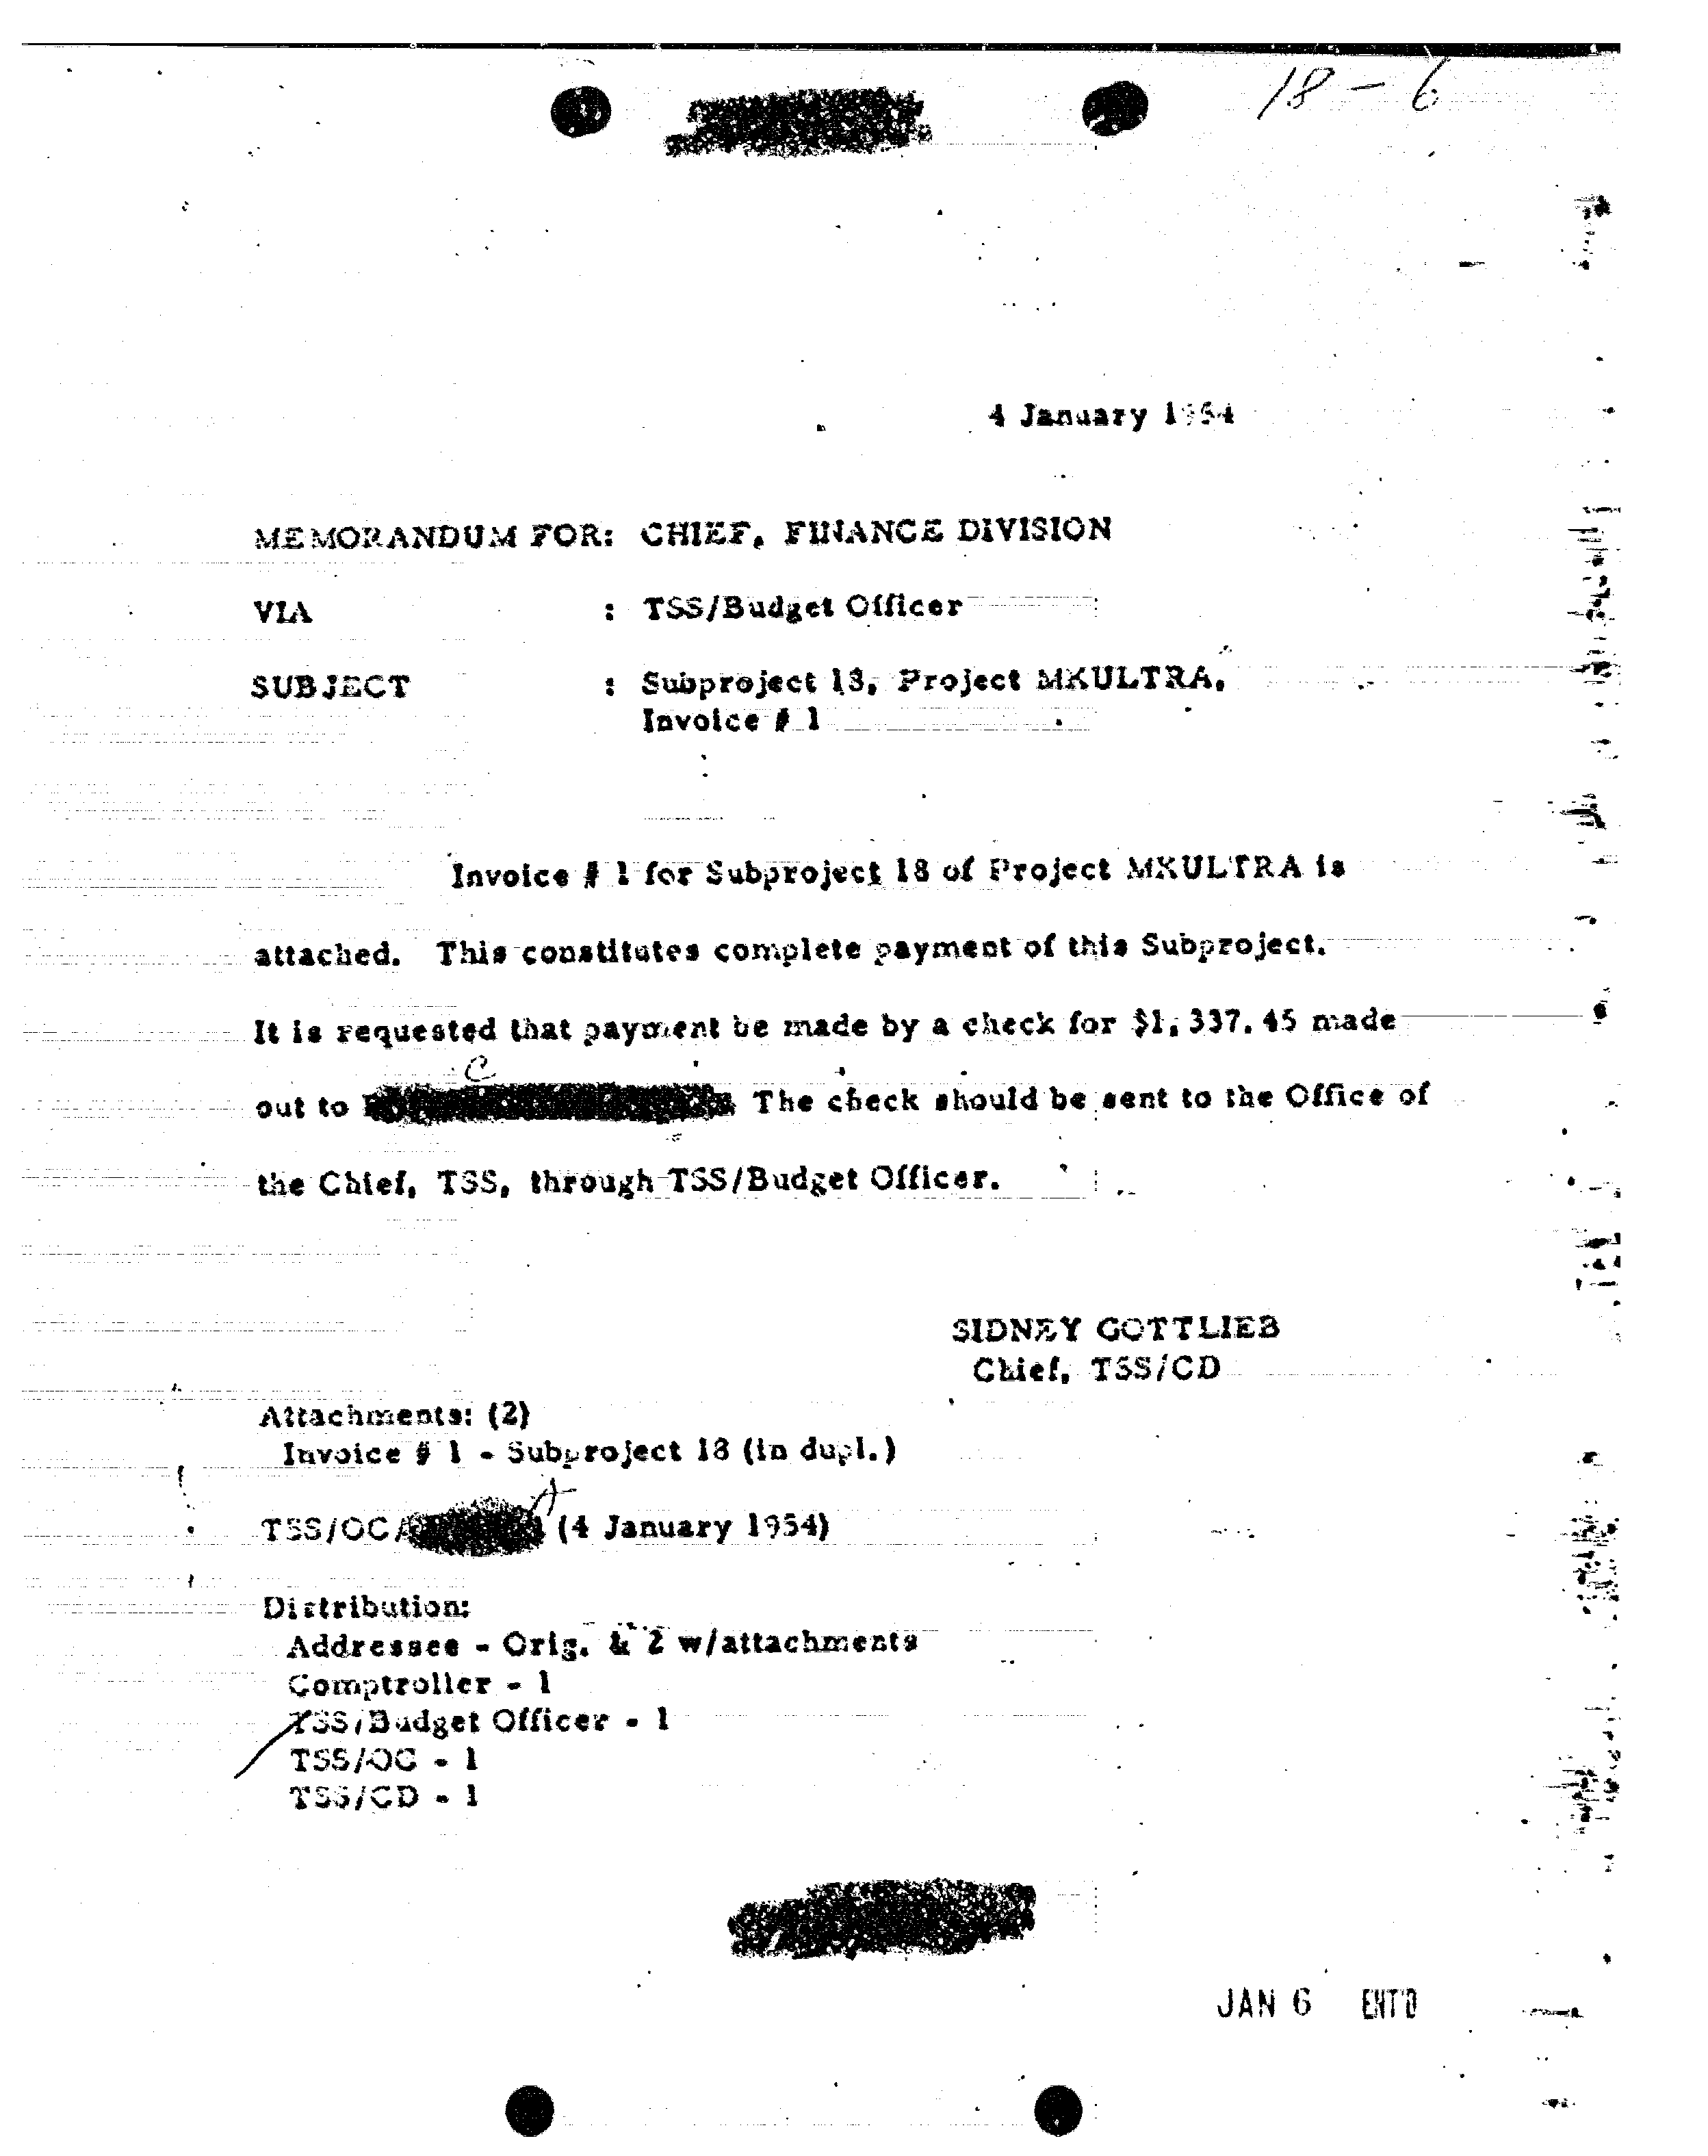 18-6
4 January 1954
MEMORANDUM FOR: CHIEF, FINANCE DIVISION
VIA : TSS/Budget Officer
SUBJECT : Subproject 18, Project MKULTRA,
Invoice # 1
Invoice # 1 for Subproject 18 of Project MKULTRA is
attached. This constitutes complete payment of this Subproject.
It is requested that payment be made by a check for $1,337.45 made
C
out to The check should be sent to the Office of
the Chief, TSS, through TSS/Budget Officer.
SIDNEY GOTTLIEB
Chief, TSS/CD
Attachments: (2)
Invoice # 1 - Subproject 18 (in dupl.)
A
TSS/OC/ (4 January 1954)
Distribution:
Addressee - Orig. & 2 w/attachments
Comptroller - 1
TSS/Budget Officer - 1
TSS/OC - 1
TSS/CD - 1
JAN 6 ENT'D